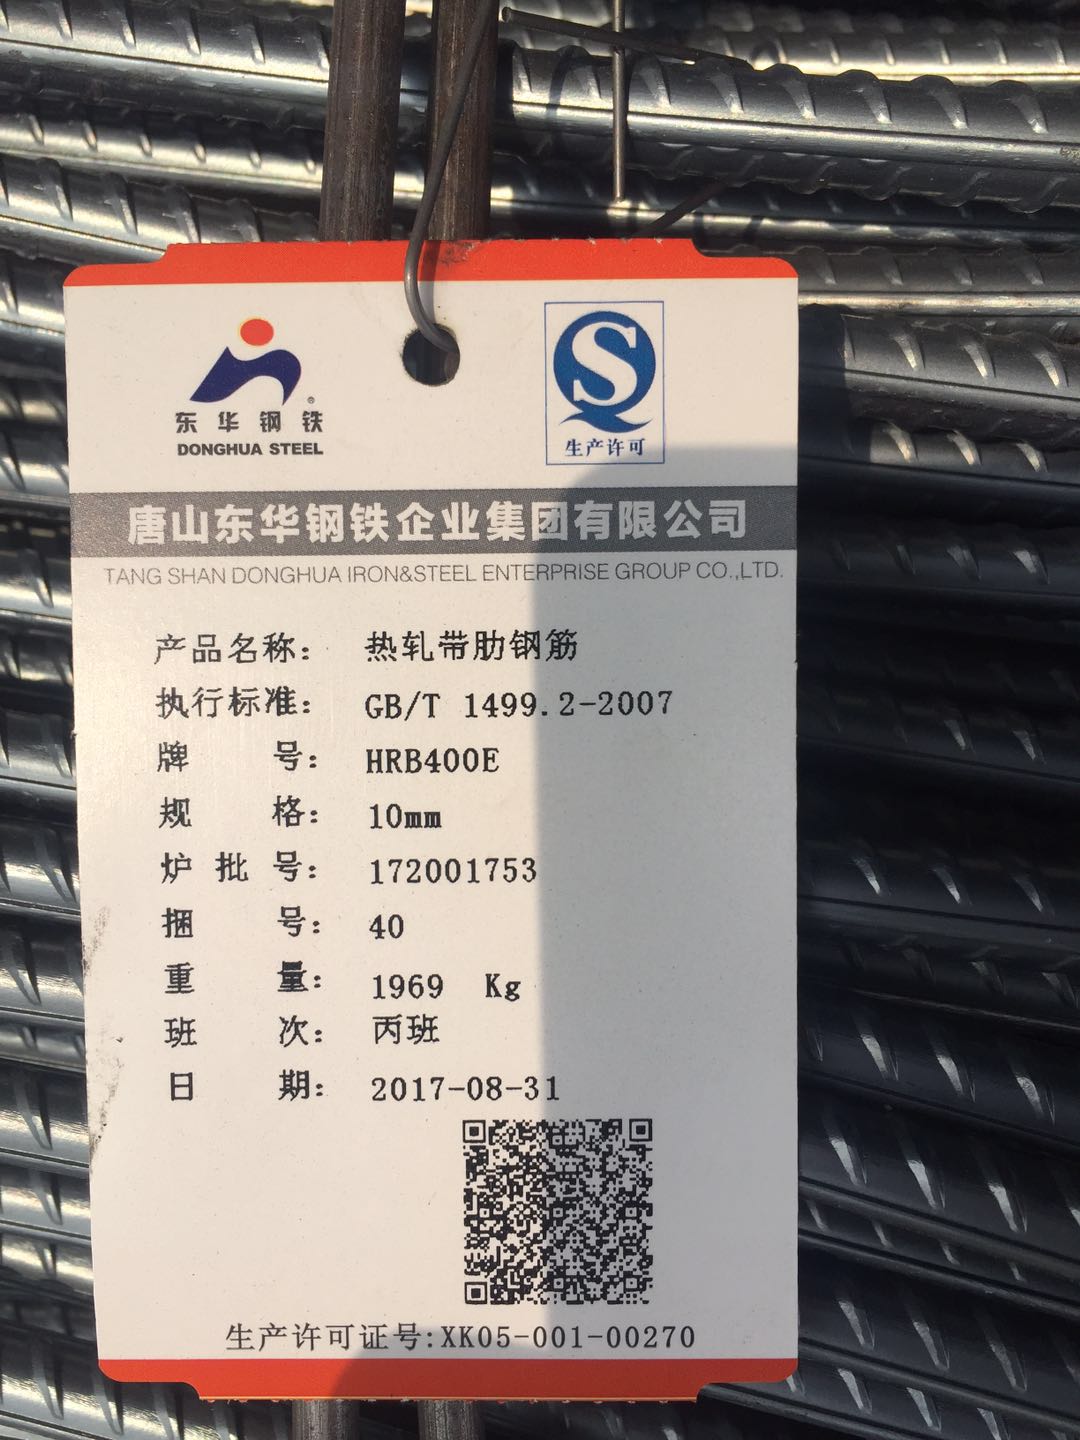 东华钢铁®
DONGHUA STEEL
生产许可
唐山东华钢铁企业集团有限公司
TANG SHAN DONGHUA IRON&STEEL ENTERPRISE GROUP CO.,LTD.
产品名称: 热轧带肋钢筋
执行标准: GB/T 1499.2-2007
牌 号: HRB400E
规 格: 10mm
炉批号: 172001753
捆 号: 40
重 量: 1969 Kg
班 次: 丙班
日 期: 2017-08-31
生产许可证号:XK05-001-00270